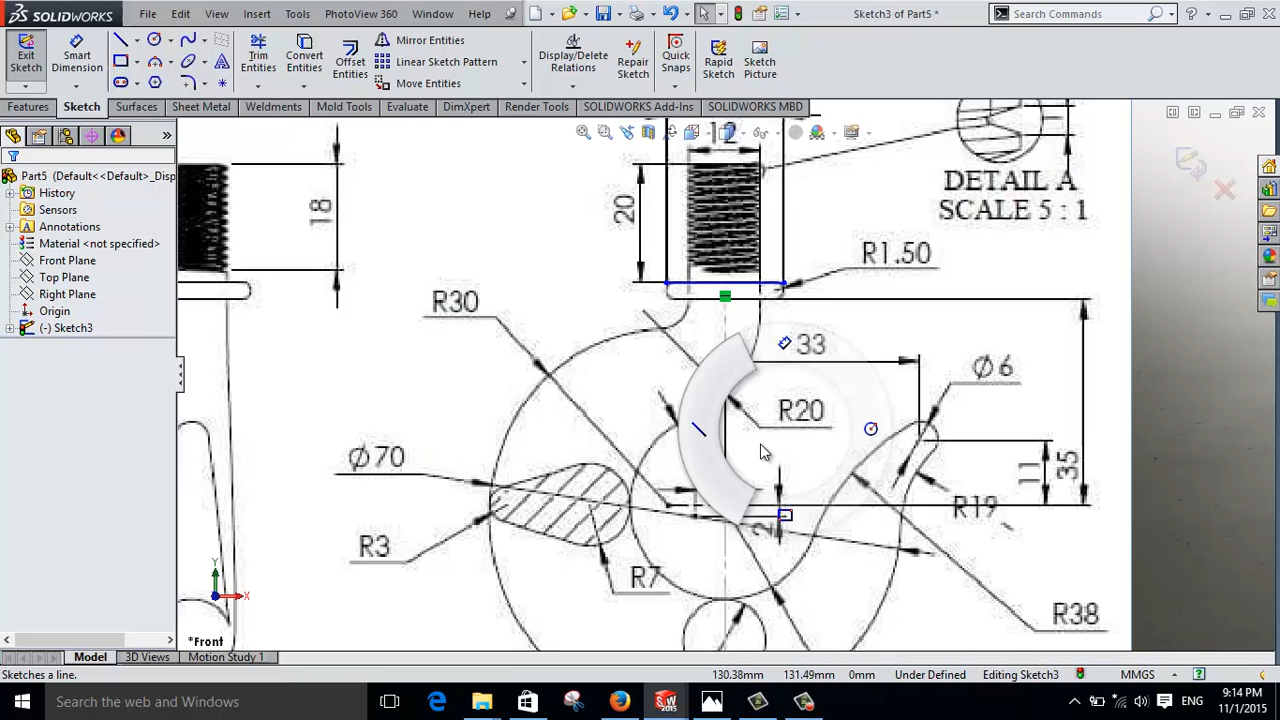 SOLIDWORKS
File Edit View Insert Tools PhotoView 360 Window Help
Sketch3 of Part5 *
Search Commands
Exit Sketch
Smart Dimension
Trim Entities
Convert Entities
Offset Entities
Mirror Entities
Linear Sketch Pattern
Move Entities
Display/Delete Relations
Repair Sketch
Quick Snaps
Rapid Sketch
Sketch Picture
Features Sketch Surfaces Sheet Metal Weldments Mold Tools Evaluate DimXpert Render Tools SOLIDWORKS Add-Ins SOLIDWORKS MBD
Part5 (Default<<Default>_Disp
History
Sensors
Annotations
Material <not specified>
Front Plane
Top Plane
Right Plane
Origin
(-) Sketch3
18
20
12
DETAIL A
SCALE 5 : 1
R1.50
R30
33
Ø6
R20
Ø70
11
35
R19
R3
2
R7
R38
Y
X
*Front
Model 3D Views Motion Study 1
Sketches a line.
130.38mm 131.49mm 0mm Under Defined Editing Sketch3 MMGS
Search the web and Windows
SW
2015
ENG
9:14 PM
11/1/2015